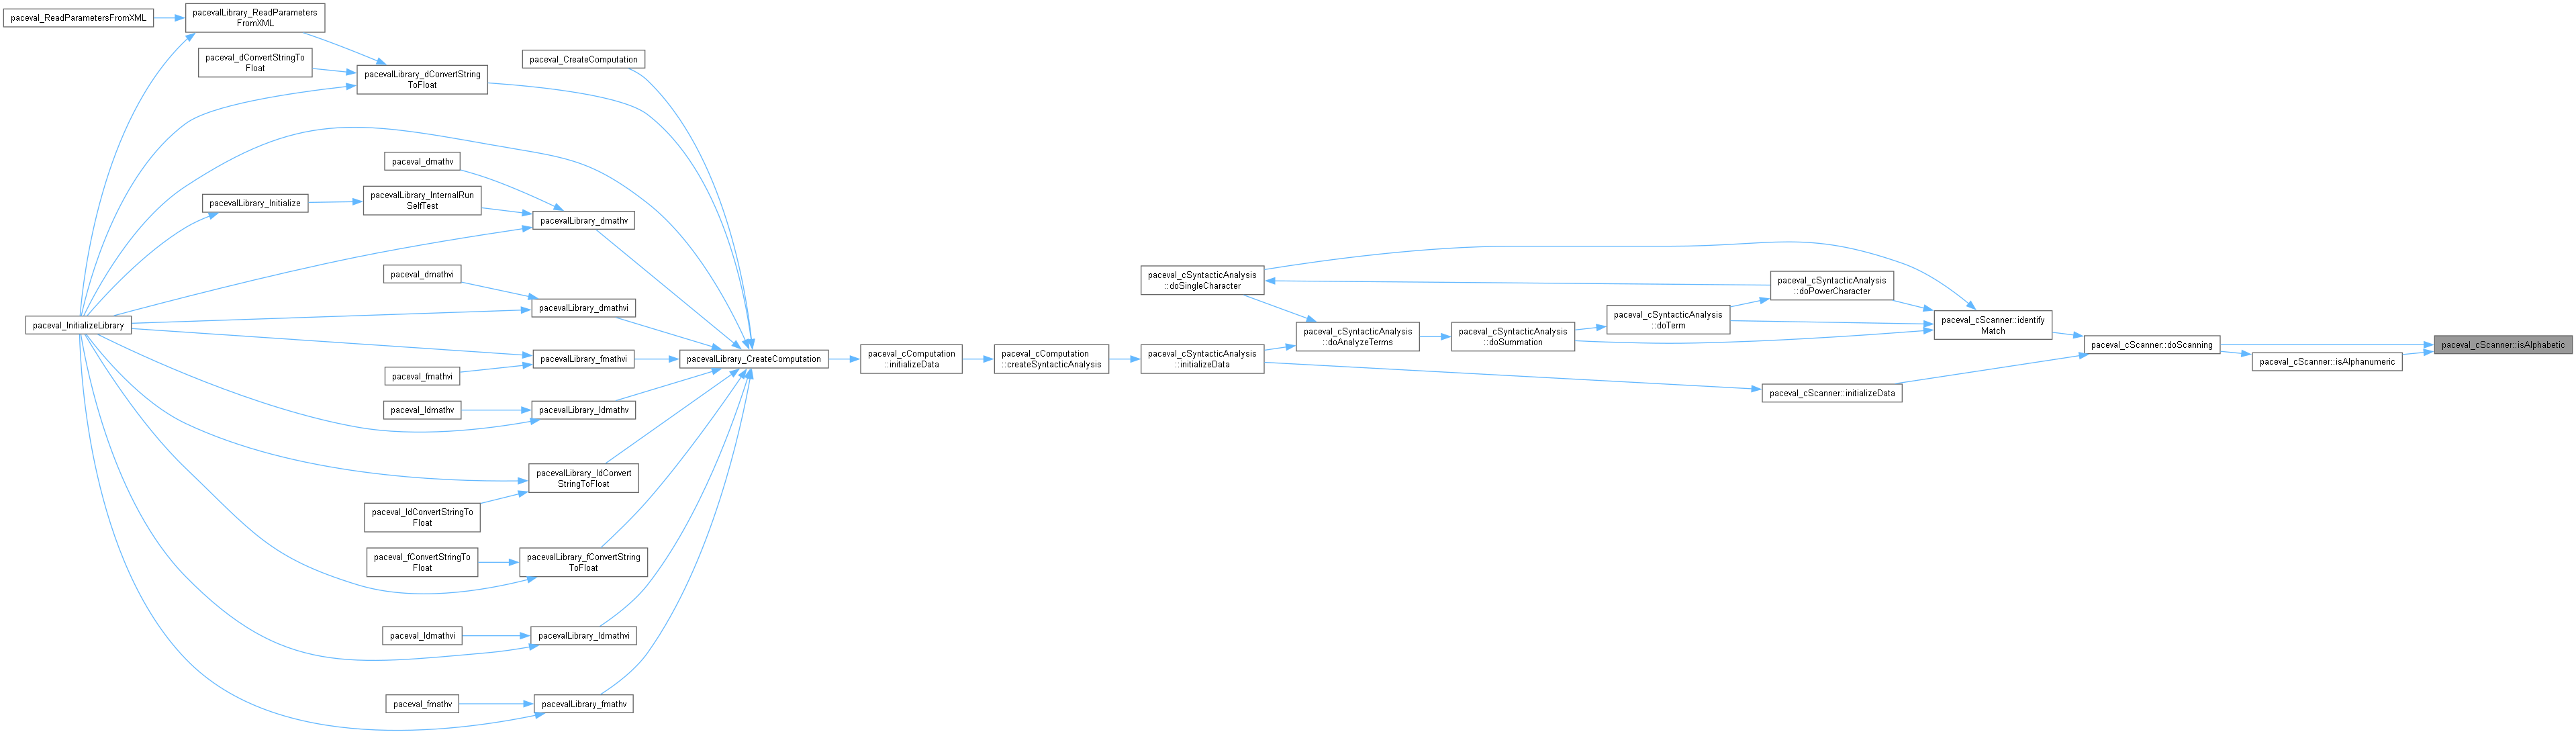 paceval_ReadParametersFromXML
pacevalLibrary_ReadParameters
FromXML
paceval_dConvertStringTo
Float
pacevalLibrary_dConvertString
ToFloat
paceval_CreateComputation
paceval_dmathv
pacevalLibrary_InternalRun
SelfTest
pacevalLibrary_Initialize
pacevalLibrary_dmathv
paceval_dmathvi
pacevalLibrary_dmathvi
paceval_InitializeLibrary
pacevalLibrary_fmathvi
paceval_fmathvi
pacevalLibrary_CreateComputation
paceval_ldmathv
pacevalLibrary_ldmathv
pacevalLibrary_ldConvert
StringToFloat
paceval_ldConvertStringTo
Float
paceval_fConvertStringTo
Float
pacevalLibrary_fConvertString
ToFloat
paceval_ldmathvi
pacevalLibrary_ldmathvi
paceval_fmathv
pacevalLibrary_fmathv
paceval_cComputation
::initializeData
paceval_cComputation
::createSyntacticAnalysis
paceval_cSyntacticAnalysis
::doSingleCharacter
paceval_cSyntacticAnalysis
::initializeData
paceval_cSyntacticAnalysis
::doAnalyzeTerms
paceval_cSyntacticAnalysis
::doSummation
paceval_cSyntacticAnalysis
::doTerm
paceval_cSyntacticAnalysis
::doPowerCharacter
paceval_cScanner::initializeData
paceval_cScanner::identify
Match
paceval_cScanner::doScanning
paceval_cScanner::isAlphanumeric
paceval_cScanner::isAlphabetic